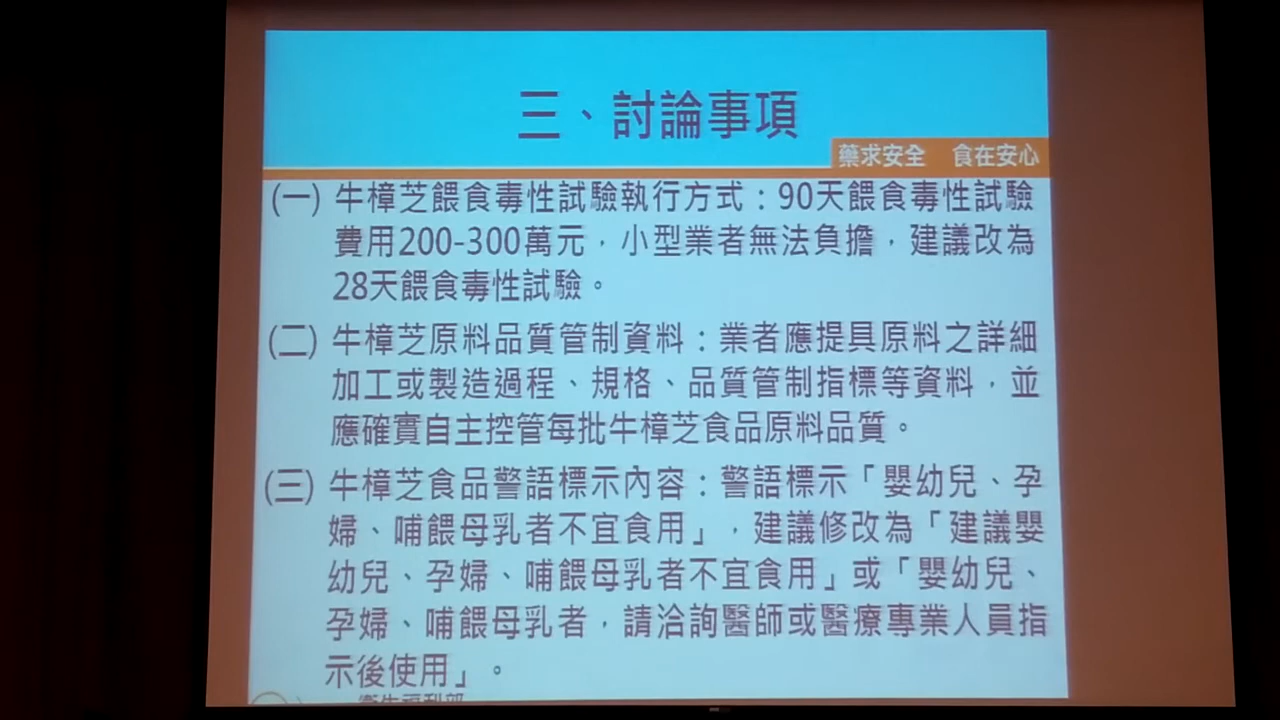 三、討論事項
藥求安全 食在安心
(一) 牛樟芝餵食毒性試驗執行方式：90天餵食毒性試驗
費用200-300萬元，小型業者無法負擔，建議改為
28天餵食毒性試驗。
(二) 牛樟芝原料品質管制資料：業者應提具原料之詳細
加工或製造過程、規格、品質管制指標等資料，並
應確實自主控管每批牛樟芝食品原料品質。
(三) 牛樟芝食品警語標示內容：警語標示「嬰幼兒、孕
婦、哺餵母乳者不宜食用」，建議修改為「建議嬰
幼兒、孕婦、哺餵母乳者不宜食用」或「嬰幼兒、
孕婦、哺餵母乳者，請洽詢醫師或醫療專業人員指
示後使用」。
衛生福利部